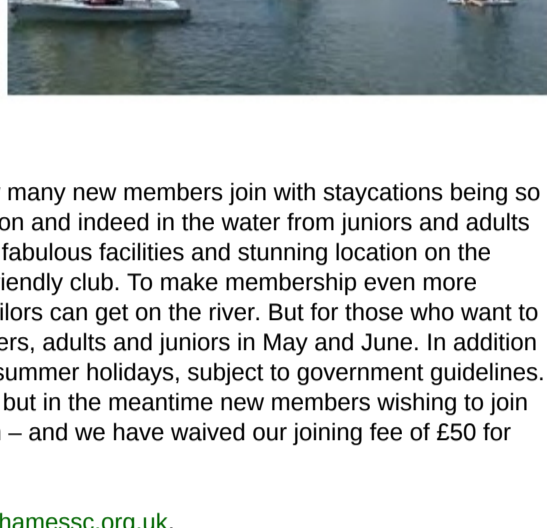 many new members join with staycations being so
on and indeed in the water from juniors and adults
fabulous facilities and stunning location on the
iendly club. To make membership even more
ilors can get on the river. But for those who want to
ers, adults and juniors in May and June. In addition
summer holidays, subject to government guidelines.
but in the meantime new members wishing to join
– and we have waived our joining fee of £50 for
hamessc.org.uk.